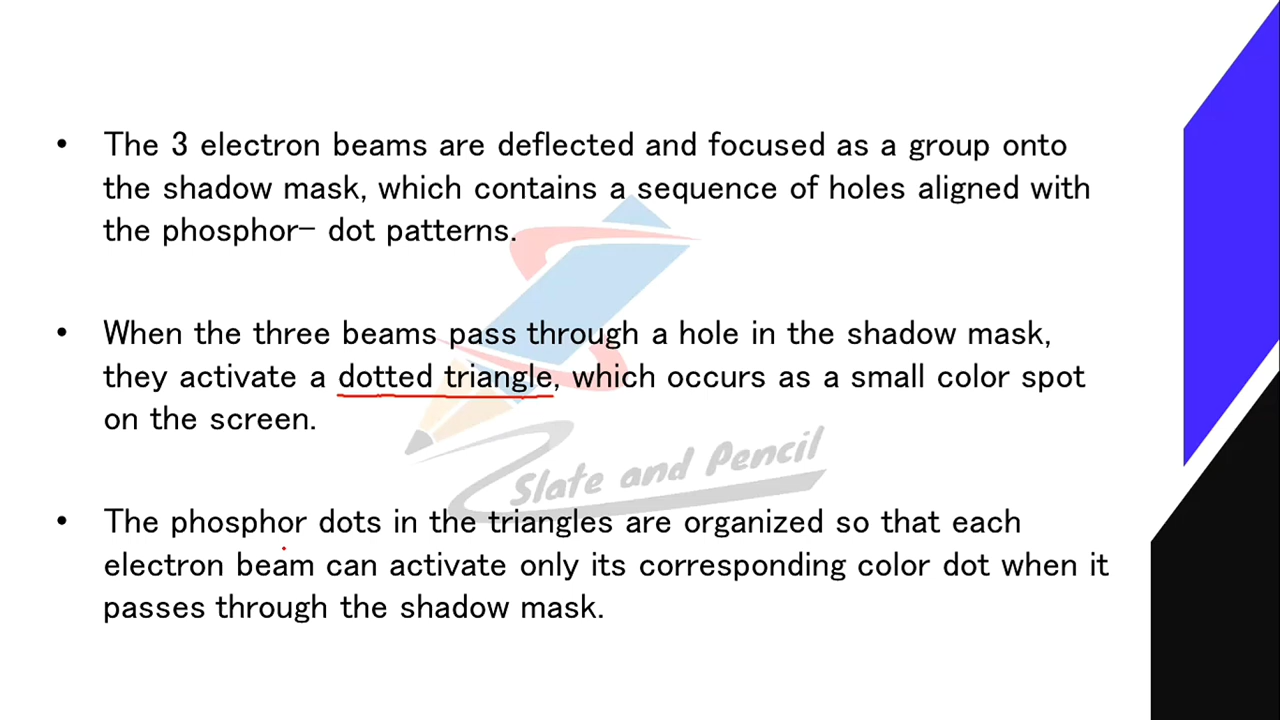 • The 3 electron beams are deflected and focused as a group onto
the shadow mask, which contains a sequence of holes aligned with
the phosphor- dot patterns.
• When the three beams pass through a hole in the shadow mask,
they activate a dotted triangle, which occurs as a small color spot
on the screen.
Slate and Pencil
• The phosphor dots in the triangles are organized so that each
electron beam can activate only its corresponding color dot when it
passes through the shadow mask.